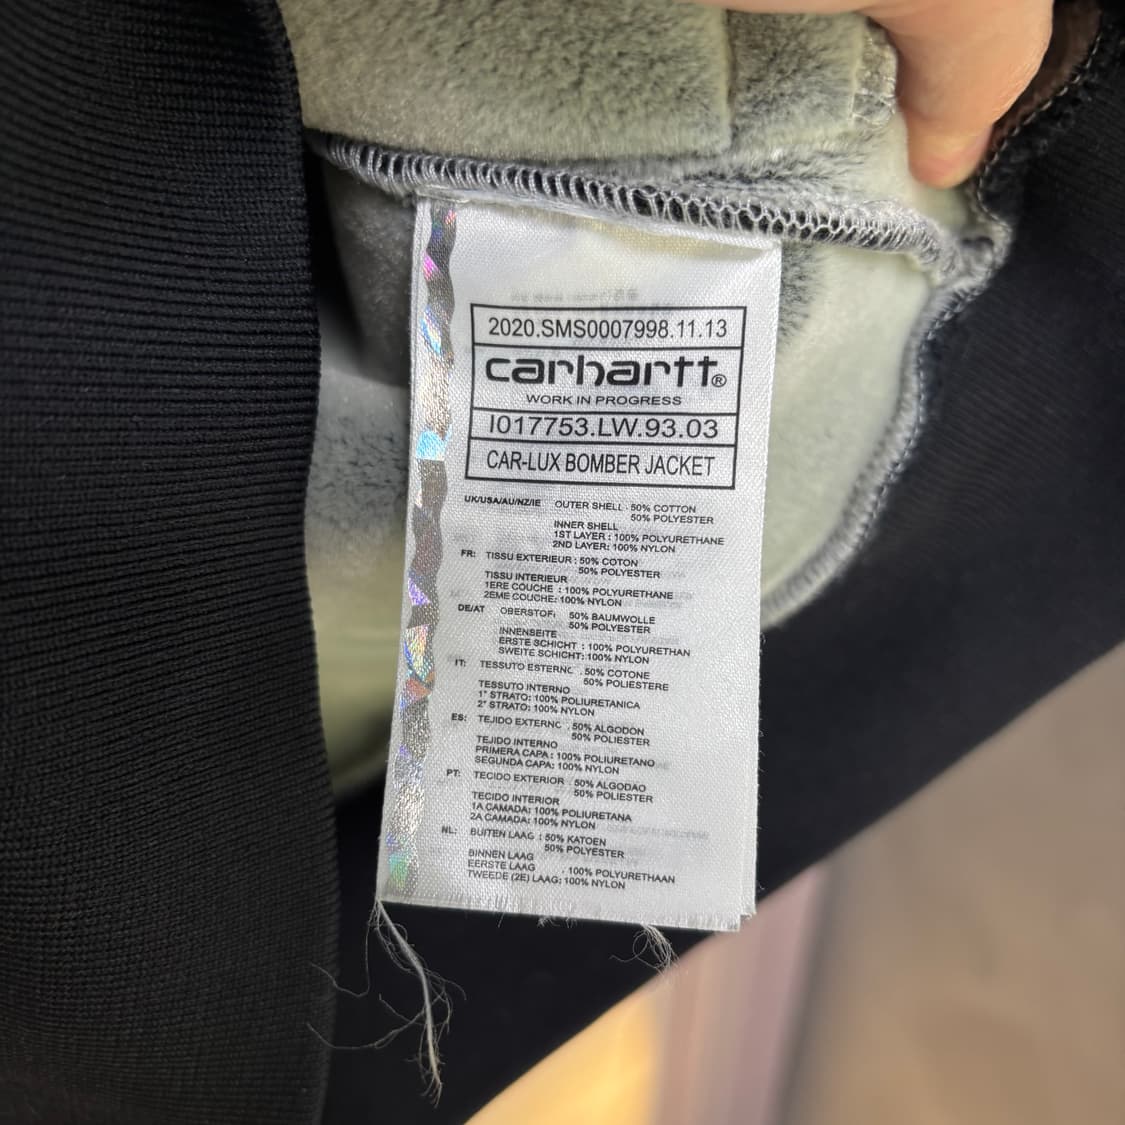 2020.SMS0007998.11.13
carhartt®
WORK IN PROGRESS
I017753.LW.93.03
CAR-LUX BOMBER JACKET
UK/USA/AU/NZ/IE OUTER SHELL : 50% COTTON
50% POLYESTER
INNER SHELL
1ST LAYER : 100% POLYURETHANE
2ND LAYER: 100% NYLON
FR: TISSU EXTERIEUR : 50% COTON
50% POLYESTER
TISSU INTERIEUR
1ERE COUCHE : 100% POLYURETHANE
2EME COUCHE: 100% NYLON
DE/AT OBERSTOF: 50% BAUMWOLLE
50% POLYESTER
INNENSEITE
ERSTE SCHICHT : 100% POLYURETHAN
SWEITE SCHICHT: 100% NYLON
IT: TESSUTO ESTERNO : 50% COTONE
50% POLIESTERE
TESSUTO INTERNO
1° STRATO: 100% POLIURETANICA
2° STRATO: 100% NYLON
ES: TEJIDO EXTERNO : 50% ALGODON
50% POLIESTER
TEJIDO INTERNO
PRIMERA CAPA : 100% POLIURETANO
SEGUNDA CAPA: 100% NYLON
PT: TECIDO EXTERIOR : 50% ALGODAO
50% POLIESTER
TECIDO INTERIOR
1A CAMADA: 100% POLIURETANA
2A CAMADA: 100% NYLON
NL: BUITEN LAAG : 50% KATOEN
50% POLYESTER
BINNEN LAAG
EERSTE LAAG : 100% POLYURETHAAN
TWEEDE (2E) LAAG: 100% NYLON